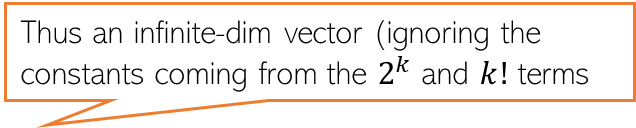 Thus an infinite-dim vector (ignoring the
constants coming from the 2^k and k! terms